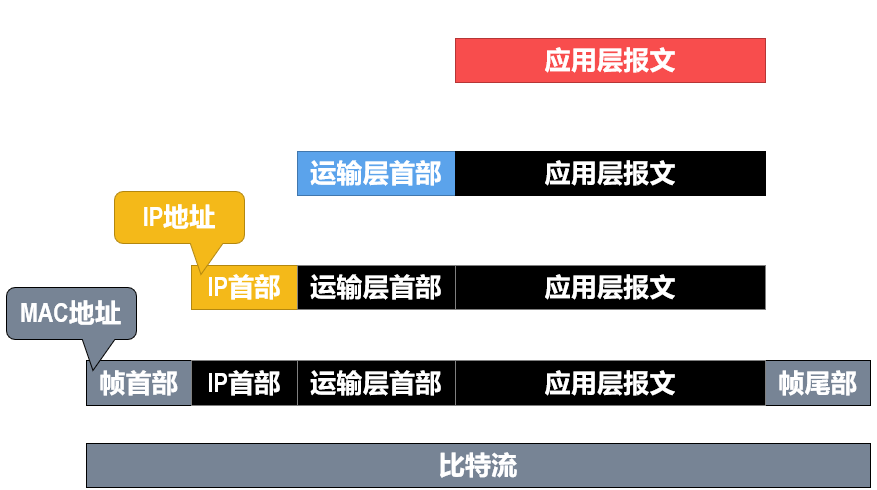 应用层报文
运输层首部 应用层报文
IP地址
IP首部 运输层首部 应用层报文
MAC地址
帧首部 IP首部 运输层首部 应用层报文 帧尾部
比特流